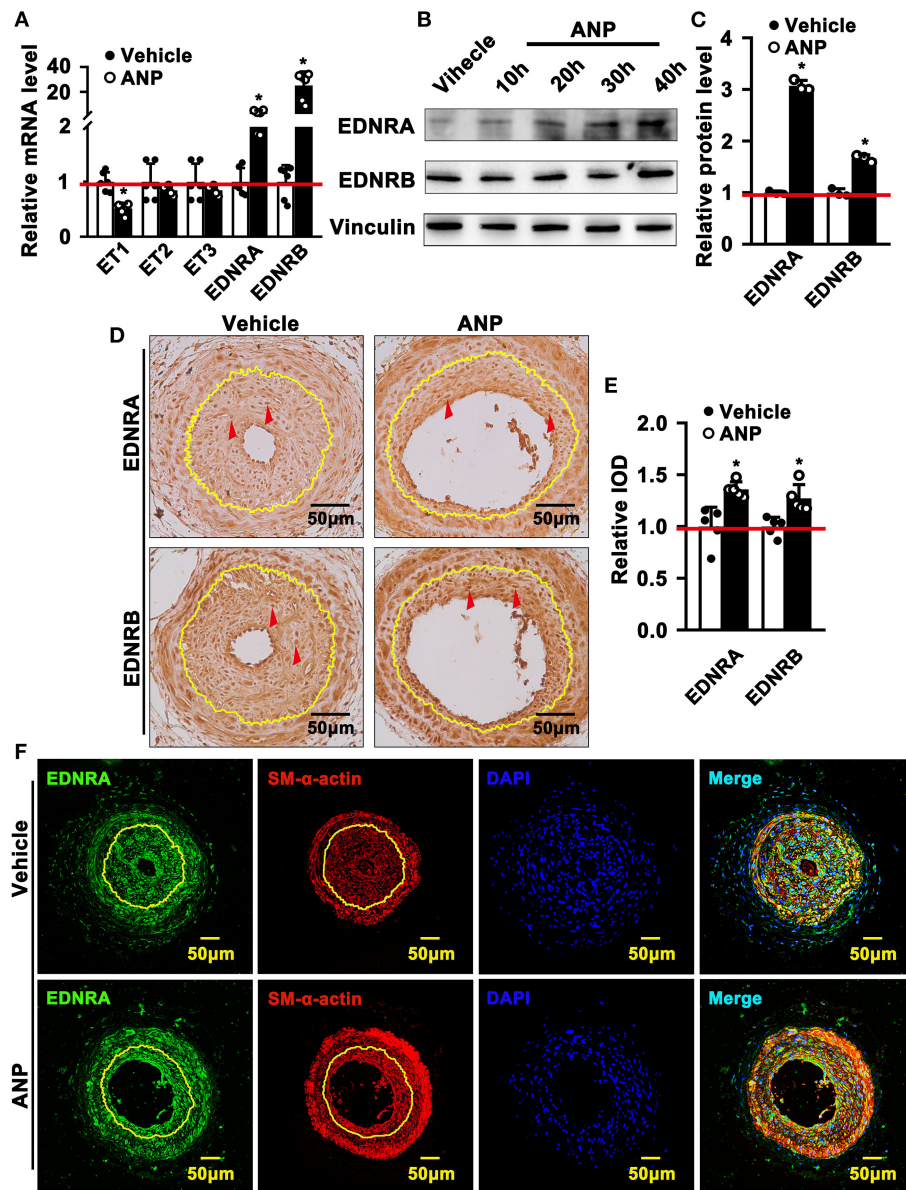 A
Vehicle
ANP
Relative mRNA level
40
20
2
1
0
*
*
*
ET1
ET2
ET3
EDNRA
EDNRB
B
ANP
Vihecle
10h
20h
30h
40h
EDNRA
EDNRB
Vinculin
C
Vehicle
ANP
Relative protein level
4
3
2
1
0
*
*
EDNRA
EDNRB
D
Vehicle
ANP
EDNRA
50μm
50μm
EDNRB
50μm
50μm
E
Vehicle
ANP
Relative IOD
2.0
1.5
1.0
0.5
0.0
*
*
EDNRA
EDNRB
F
Vehicle
EDNRA
SM-α-actin
DAPI
Merge
50μm
50μm
50μm
50μm
ANP
EDNRA
SM-α-actin
DAPI
Merge
50μm
50μm
50μm
50μm